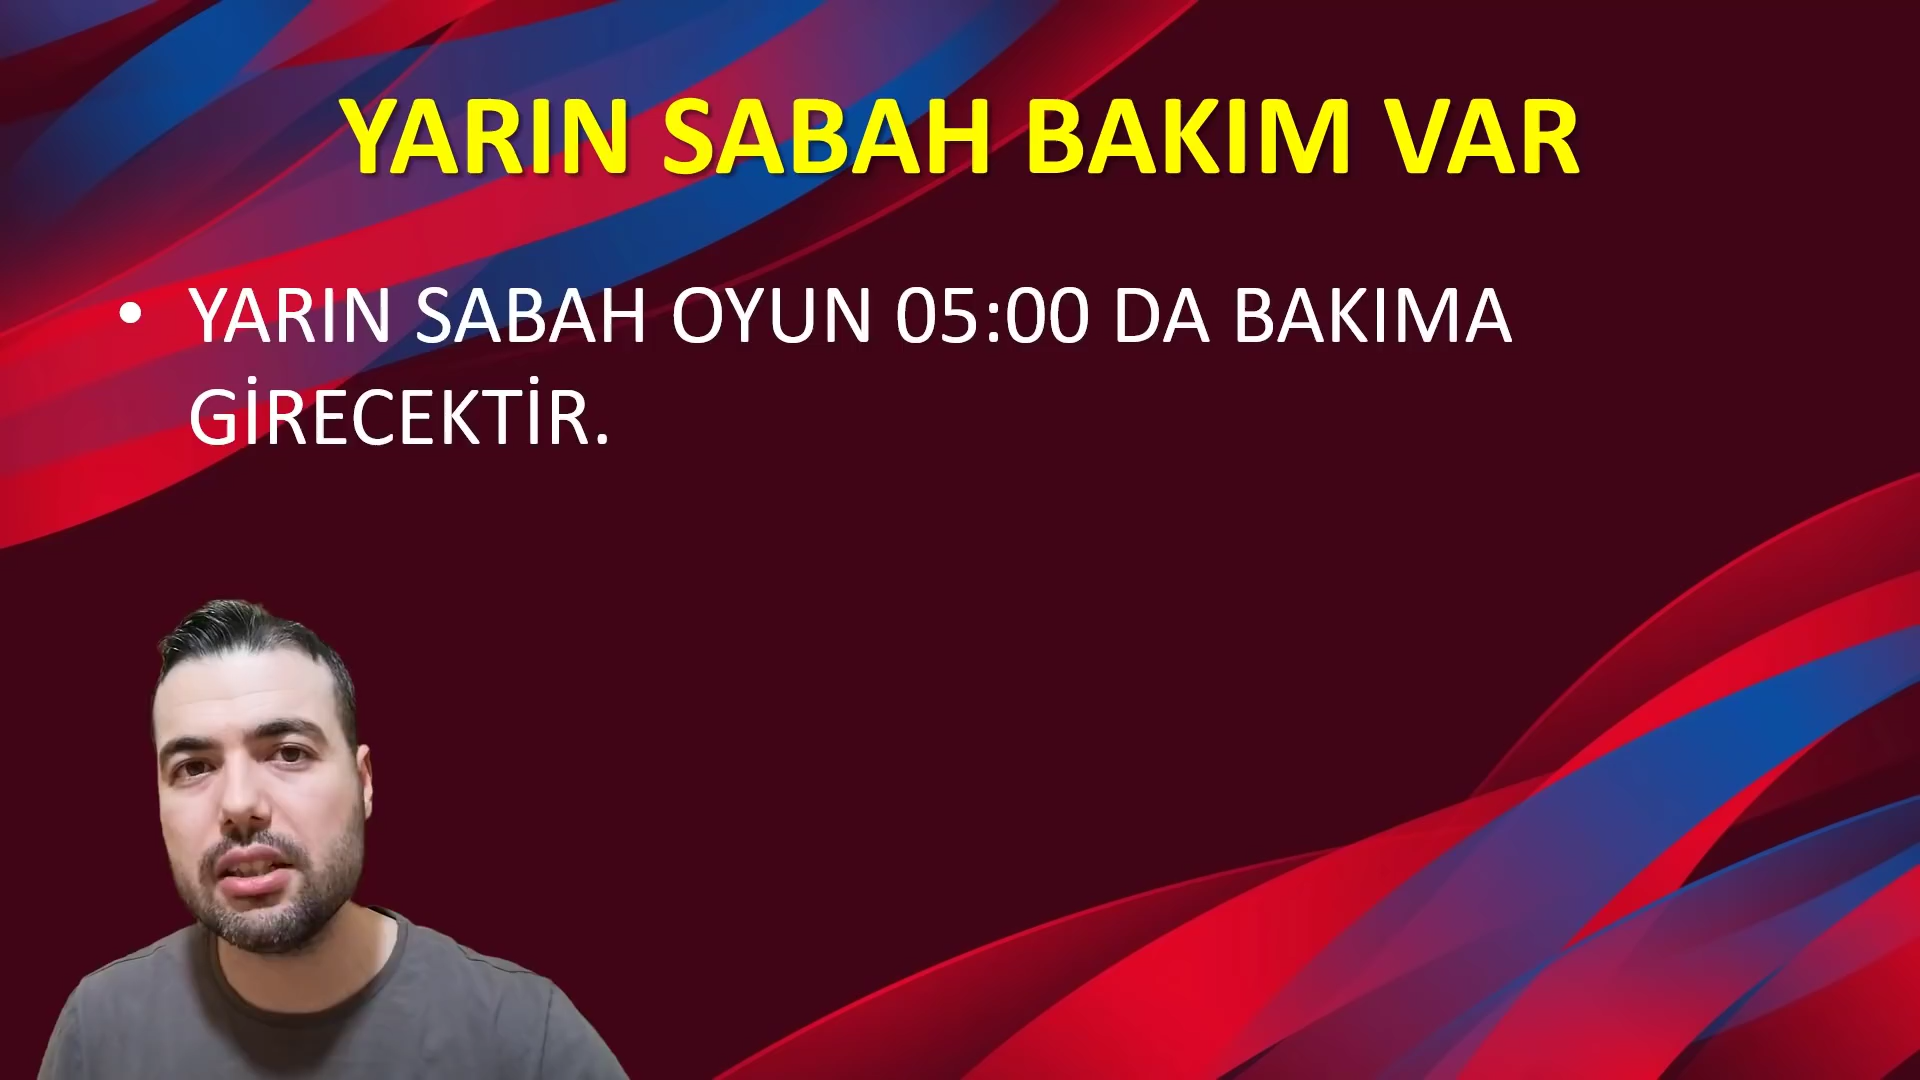 YARIN SABAH BAKIM VAR
• YARIN SABAH OYUN 05:00 DA BAKIMA
GİRECEKTİR.